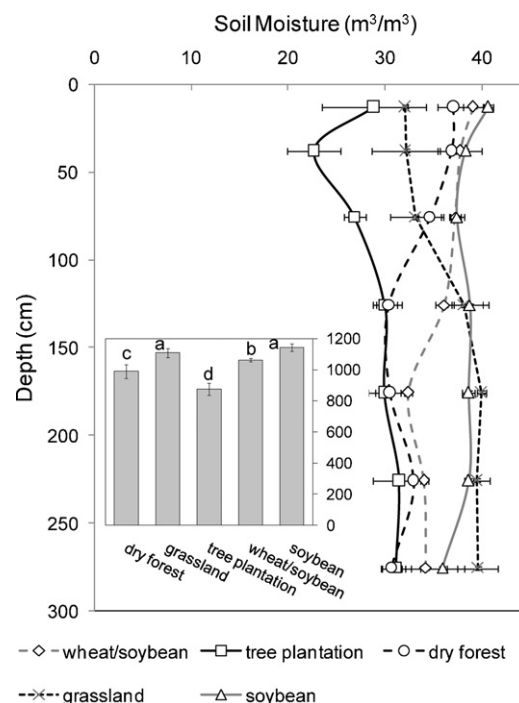 Soil Moisture (m³/m³)
0 10 20 30 40
0
50
100
150
200
250
300
Depth (cm)
c a d b a
1200
1000
800
600
400
200
0
dry forest
grassland
tree plantation
wheat/soybean
soybean
wheat/soybean tree plantation dry forest
grassland soybean